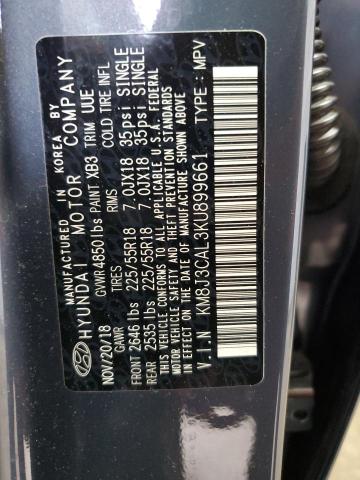 MANUFACTURED IN KOREA BY
HYUNDAI MOTOR COMPANY
NOV/20/18 GVWR 4850 lbs PAINT XB3 TRIM UUE
GAWR TIRES RIMS COLD TIRE INFL
FRONT 2646 lbs 225/55R18 7.0JX18 35psi SINGLE
REAR 2535 lbs 225/55R18 7.0JX18 35psi SINGLE
THIS VEHICLE CONFORMS TO ALL APPLICABLE U.S. FEDERAL
MOTOR VEHICLE SAFETY AND THEFT PREVENTION STANDARDS
IN EFFECT ON THE DATE OF MANUFACTURE SHOWN ABOVE
V.I.N KM8J3CAL3KU899661 TYPE: MPV